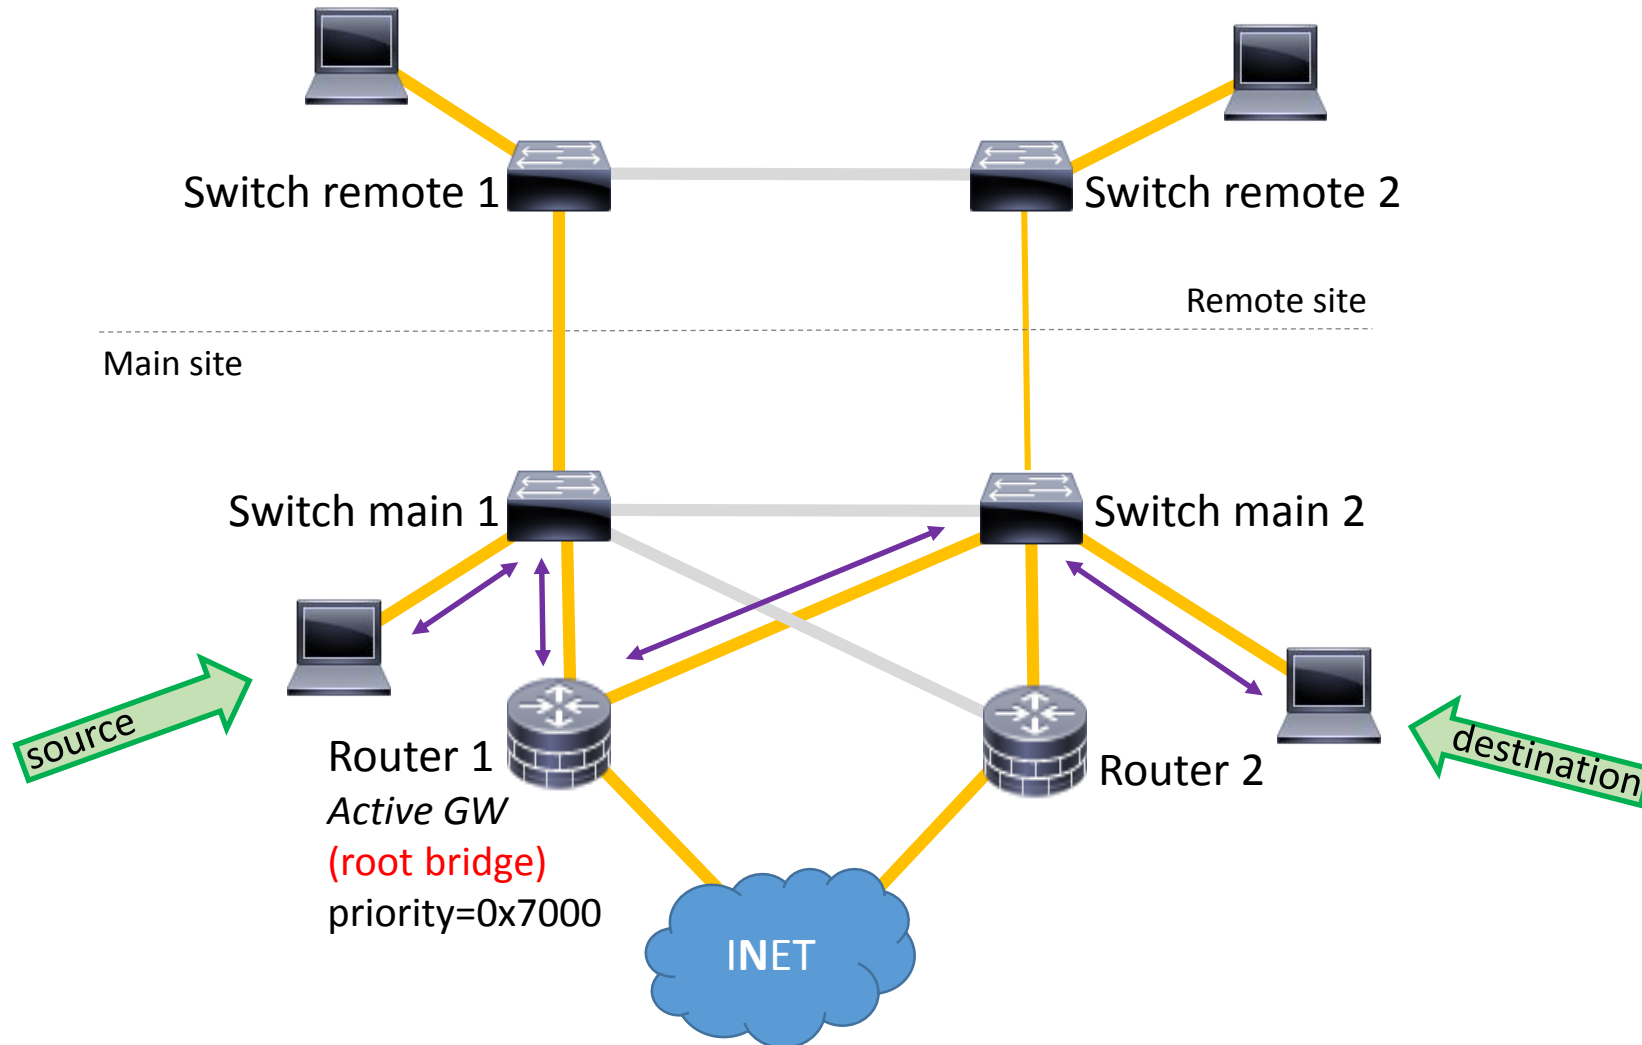 Switch remote 1
Switch remote 2
Remote site
Main site
Switch main 1
Switch main 2
source
destination
Router 1
Active GW
(root bridge)
priority=0x7000
Router 2
INET